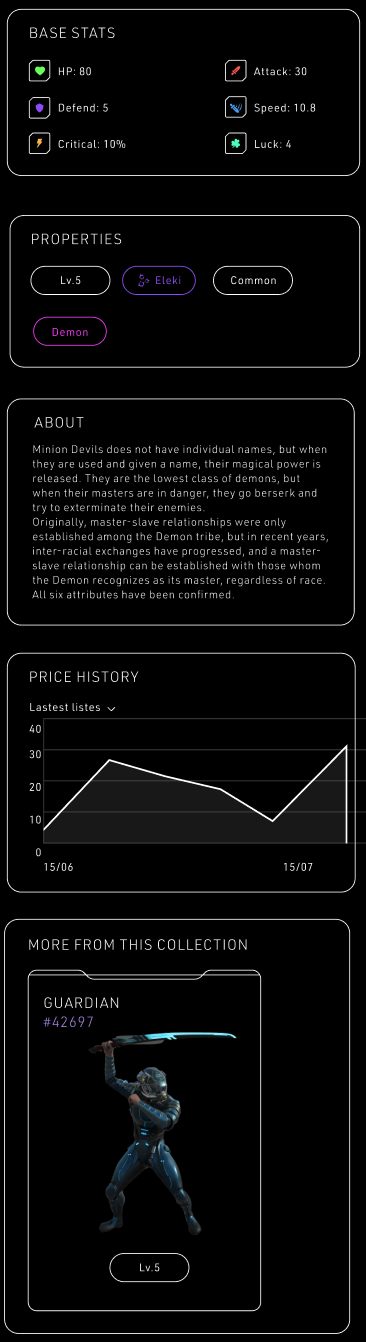 BASE STATS
HP: 80
Attack: 30
Defend: 5
Speed: 10.8
Critical: 10%
Luck: 4
PROPERTIES
Lv.5
Eleki
Common
Demon
ABOUT
Minion Devils does not have individual names, but when
they are used and given a name, their magical power is
released. They are the lowest class of demons, but
when their masters are in danger, they go berserk and
try to exterminate their enemies.
Originally, master-slave relationships were only
established among the Demon tribe, but in recent years,
inter-racial exchanges have progressed, and a master-
slave relationship can be established with those whom
the Demon recognizes as its master, regardless of race.
All six attributes have been confirmed.
PRICE HISTORY
Lastest listes
40
30
20
10
0
15/06
15/07
MORE FROM THIS COLLECTION
GUARDIAN
#42697
Lv.5